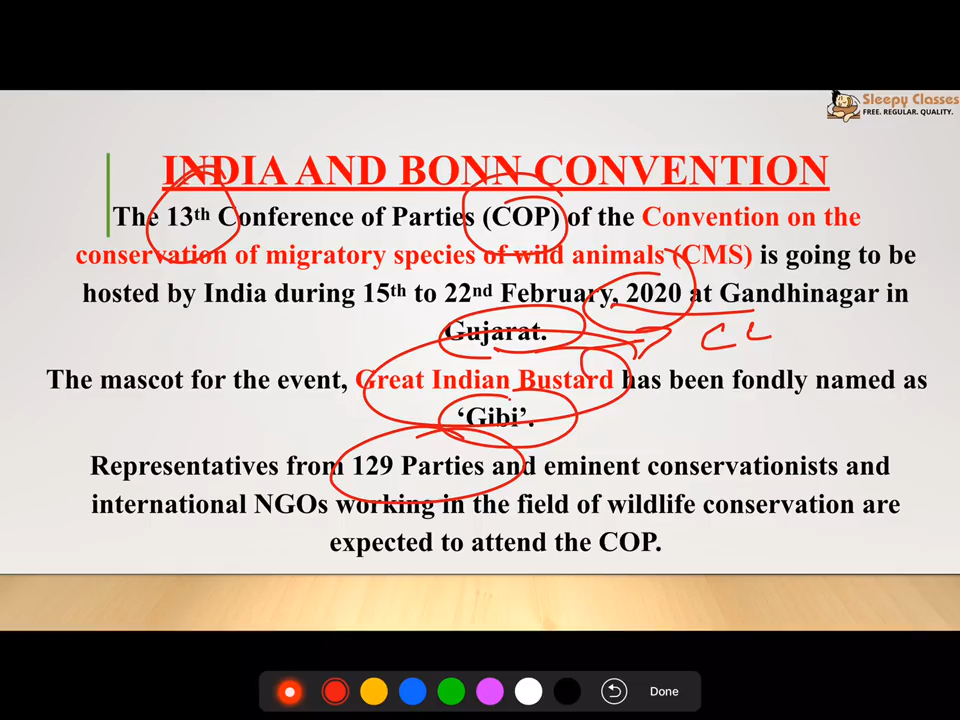 Sleepy Classes
FREE. REGULAR. QUALITY.
INDIA AND BONN CONVENTION
The 13th Conference of Parties (COP) of the Convention on the
conservation of migratory species of wild animals (CMS) is going to be
hosted by India during 15th to 22nd February, 2020 at Gandhinagar in
Gujarat.
The mascot for the event, Great Indian Bustard has been fondly named as
‘Gibi’.
Representatives from 129 Parties and eminent conservationists and
international NGOs working in the field of wildlife conservation are
expected to attend the COP.
Done